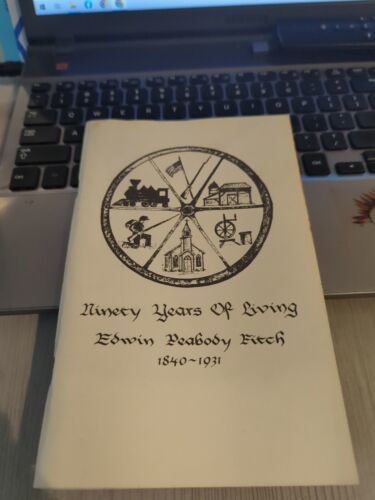 Ninety Years Of Living
Edwin Peabody Fitch
1840~1931